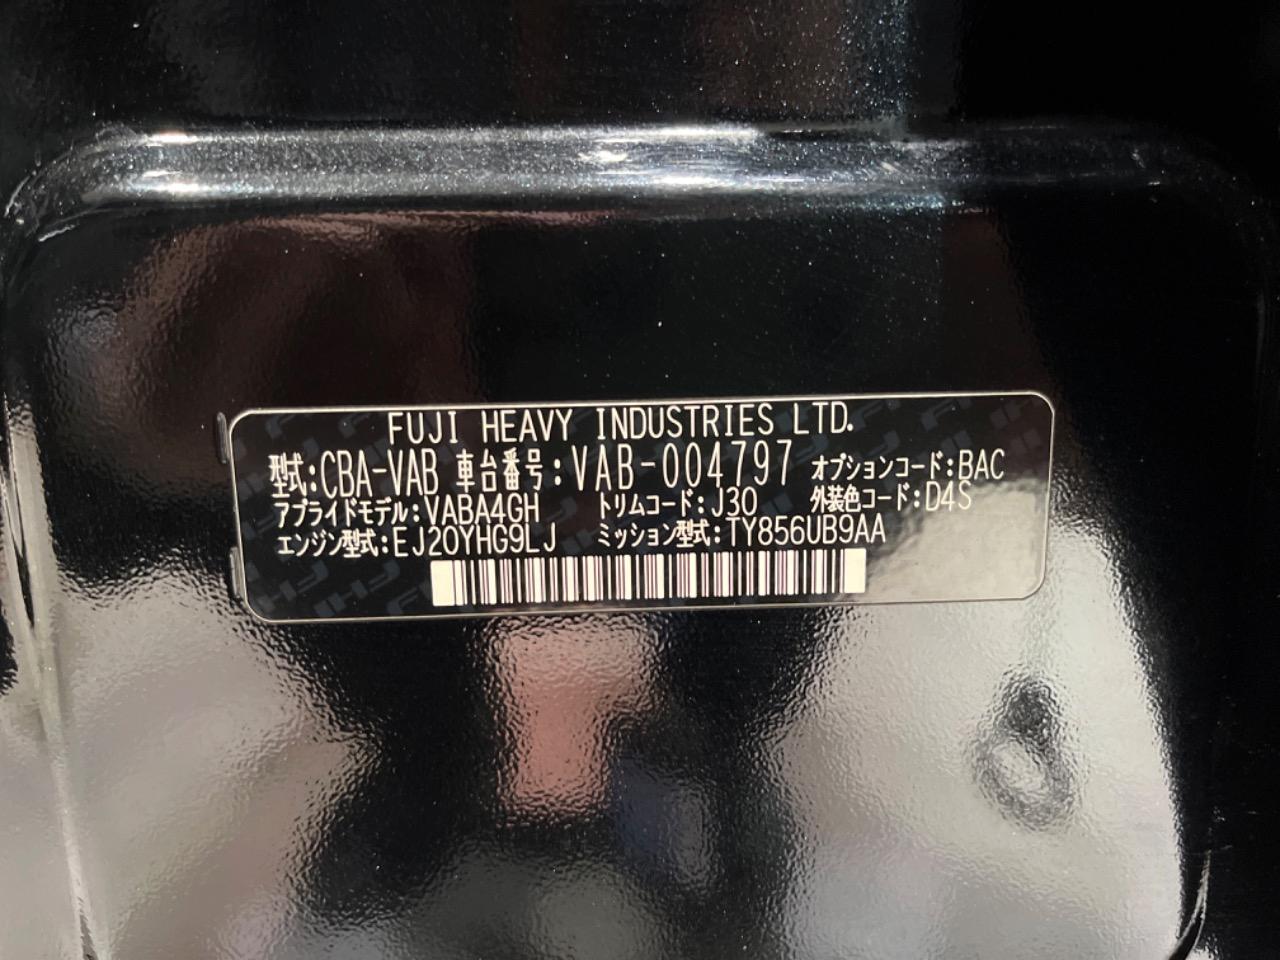 FUJI HEAVY INDUSTRIES LTD.
型式:CBA-VAB 車台番号:VAB-004797 オプションコード:BAC
アプライドモデル:VABA4GH トリムコード:J30 外装色コード:D4S
エンジン型式:EJ20YHG9LJ ミッション型式:TY856UB9AA